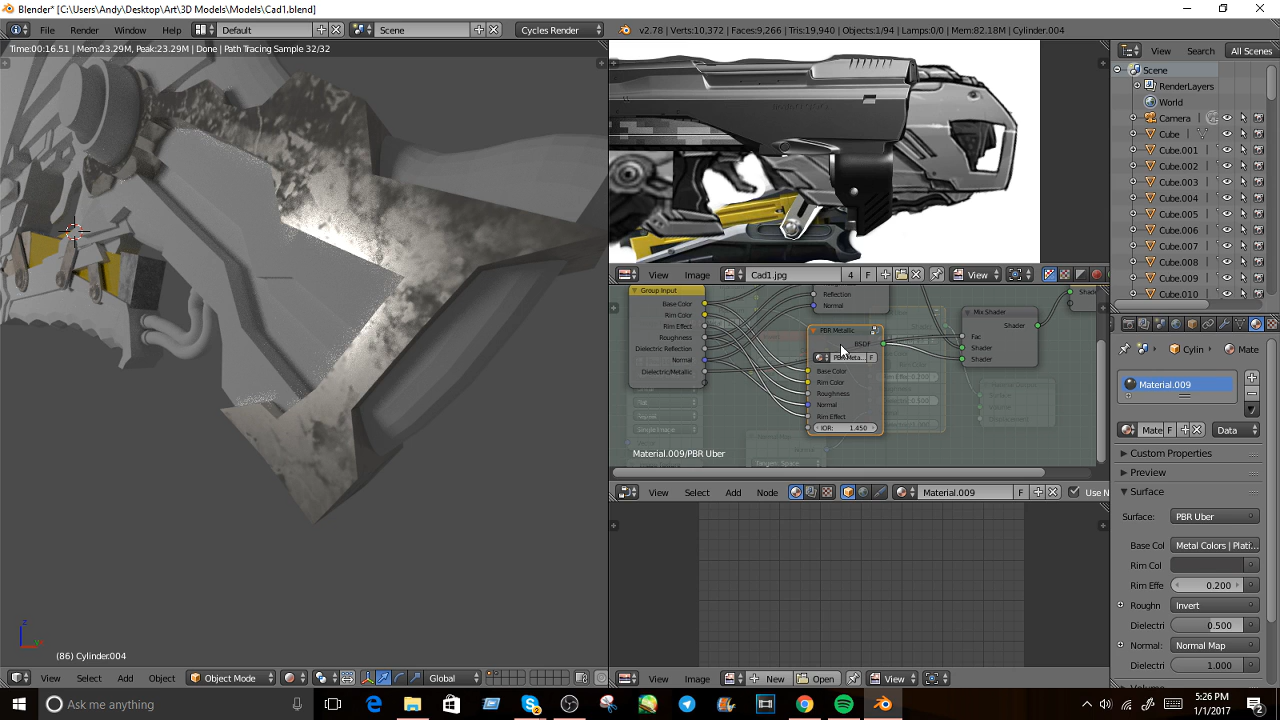 Blender* [C:\Users\Andy\Desktop\Art\3D Models\Models\Cad1.blend]
File Render Window Help Default Scene Cycles Render v2.78 | Verts:10,372 | Faces:9,266 | Tris:19,940 | Objects:1/94 | Lamps:0/0 | Mem:82.18M | Cylinder.004
Time:00:16.51 | Mem:23.29M, Peak:23.29M | Done | Path Tracing Sample 32/32
View Search All Scenes
Scene
RenderLayers
World
Camera
Cube
Cube.001
Cube.002
Cube.003
Cube.004
Cube.005
Cube.006
Cube.007
Cube.008
Cube.009
Cube.010
View Image Cad1.jpg 4 F View
Group Input
Base Color
Rim Color
Rim Effect
Roughness
Dielectric Reflection
Normal
Dielectric/Metallic
Reflection
Normal
PBR Metallic
BSDF
PBR Meta... F
Base Color
Rim Color
Roughness
Normal
Rim Effect
IOR: 1.450
Mix Shader
Shader
Fac
Shader
Shader
Tangent Space
Material.009/PBR Uber
View Select Add Node Material.009 F Use N
Cylin Mate
Material.009
Mate F Data
Custom Properties
Preview
Surface
Surface: PBR Uber
Base Col Metal Colors | Plati...
Rim Col
Rim Effe 0.200
Roughn Invert
Dielectri 0.500
Normal: Normal Map
Dielectri 1.000
(86) Cylinder.004
View Select Add Object Object Mode Global
View Image New Open View
Ask me anything
5:26 PM
1/1/2017